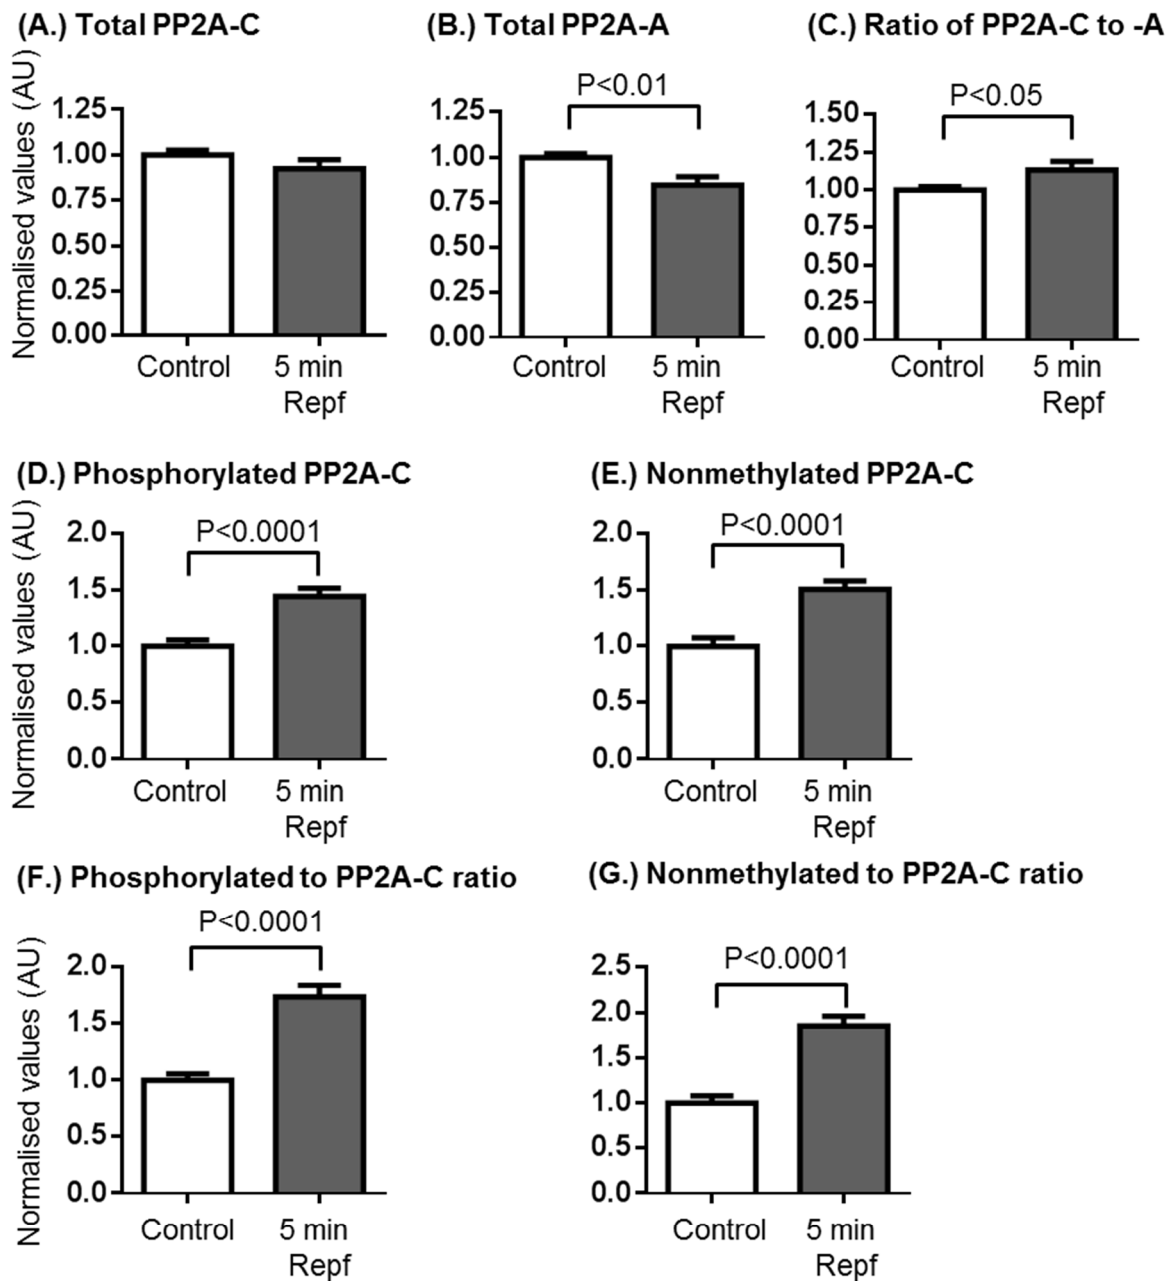 (A.) Total PP2A-C
(B.) Total PP2A-A
(C.) Ratio of PP2A-C to -A
Normalised values (AU)
1.25
1.00
0.75
0.50
0.25
0.00
Control
5 min
Repf
P<0.01
1.25
1.00
0.75
0.50
0.25
0.00
Control
5 min
Repf
P<0.05
1.50
1.25
1.00
0.75
0.50
0.25
0.00
Control
5 min
Repf
(D.) Phosphorylated PP2A-C
(E.) Nonmethylated PP2A-C
Normalised values (AU)
P<0.0001
2.0
1.5
1.0
0.5
0.0
Control
5 min
Repf
P<0.0001
2.0
1.5
1.0
0.5
0.0
Control
5 min
Repf
(F.) Phosphorylated to PP2A-C ratio
(G.) Nonmethylated to PP2A-C ratio
Normalised values (AU)
P<0.0001
2.0
1.5
1.0
0.5
0.0
Control
5 min
Repf
P<0.0001
2.5
2.0
1.5
1.0
0.5
0.0
Control
5 min
Repf